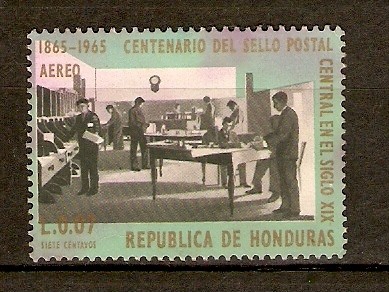 1865-1965 CENTENARIO DEL SELLO POSTAL
AEREO
CENTRAL EN EL SIGLO XIX
L.0.07
SIETE CENTAVOS
REPUBLICA DE HONDURAS